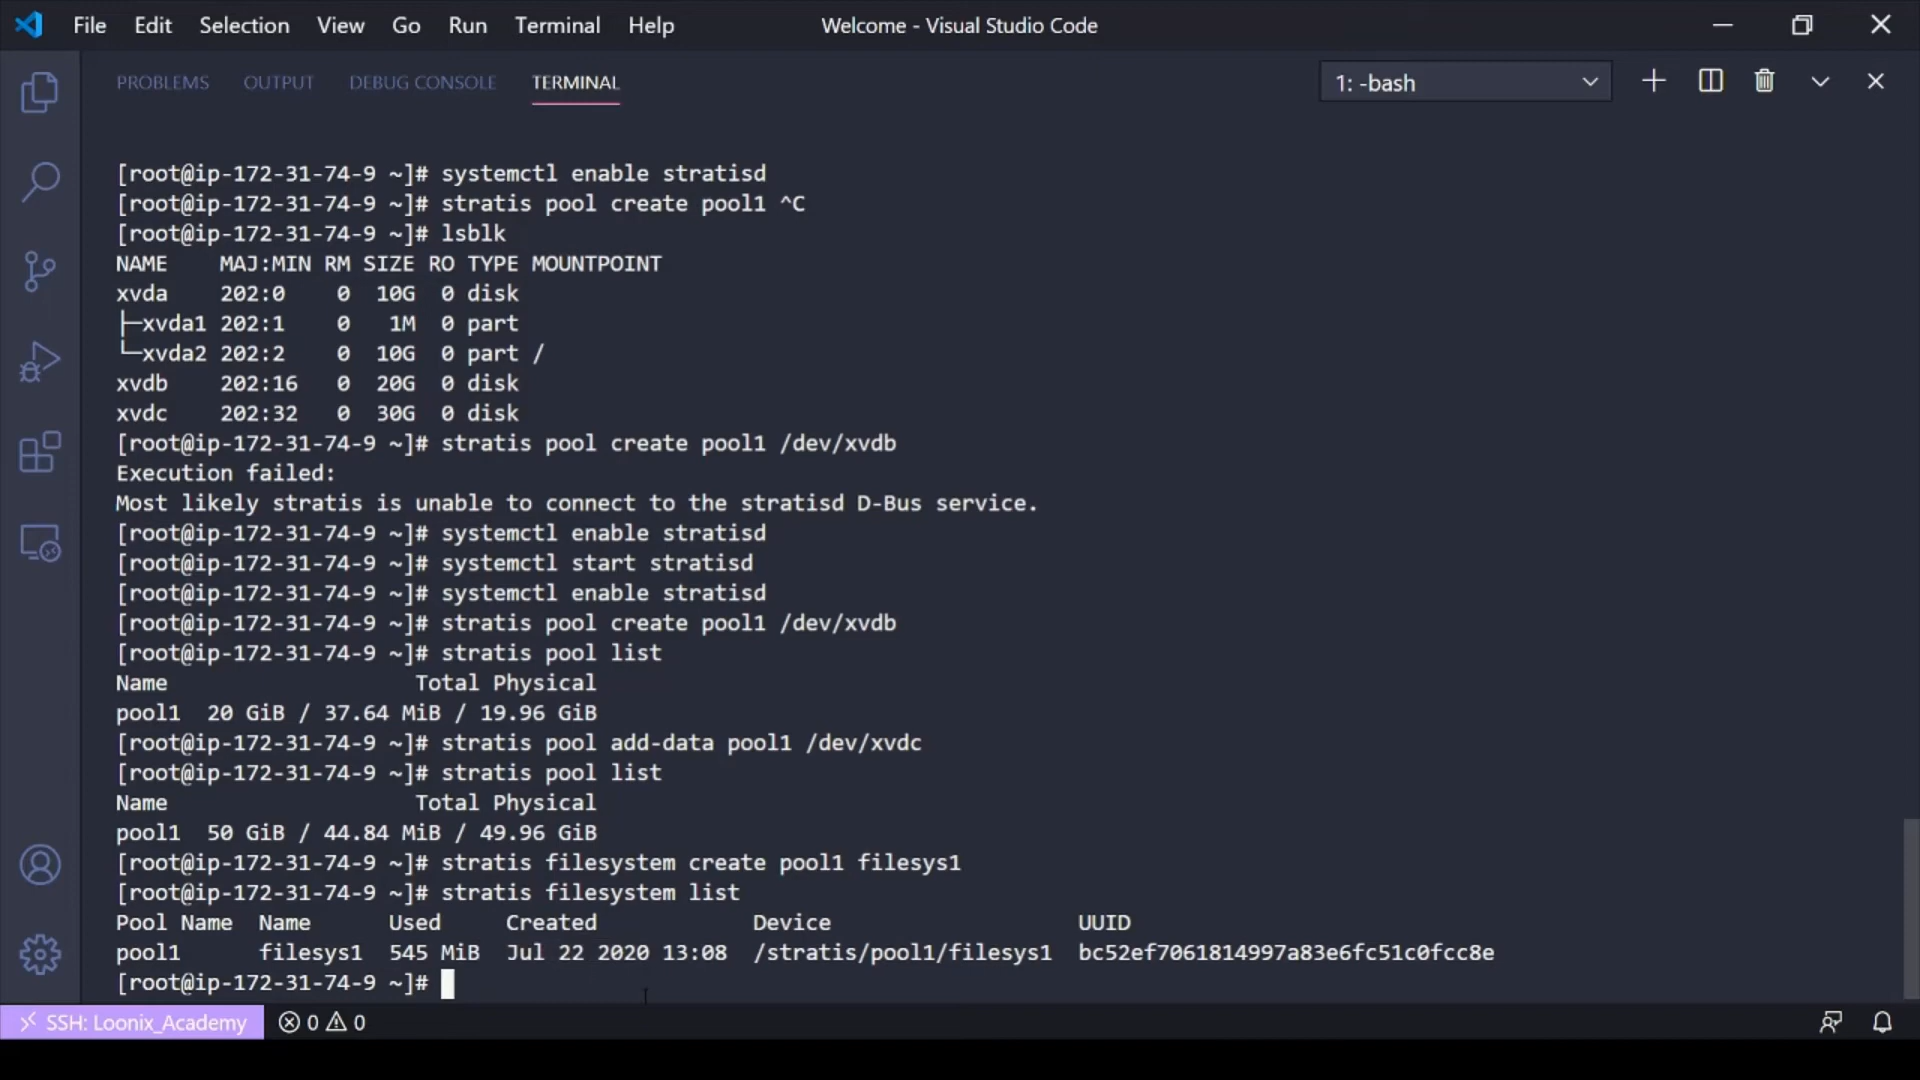 File Edit Selection View Go Run Terminal Help Welcome - Visual Studio Code
PROBLEMS OUTPUT DEBUG CONSOLE TERMINAL 1: -bash
[root@ip-172-31-74-9 ~]# systemctl enable stratisd
[root@ip-172-31-74-9 ~]# stratis pool create pool1 ^C
[root@ip-172-31-74-9 ~]# lsblk
NAME    MAJ:MIN RM SIZE RO TYPE MOUNTPOINT
xvda    202:0    0  10G  0 disk
├─xvda1 202:1    0   1M  0 part
└─xvda2 202:2    0  10G  0 part /
xvdb    202:16   0  20G  0 disk
xvdc    202:32   0  30G  0 disk
[root@ip-172-31-74-9 ~]# stratis pool create pool1 /dev/xvdb
Execution failed:
Most likely stratis is unable to connect to the stratisd D-Bus service.
[root@ip-172-31-74-9 ~]# systemctl enable stratisd
[root@ip-172-31-74-9 ~]# systemctl start stratisd
[root@ip-172-31-74-9 ~]# systemctl enable stratisd
[root@ip-172-31-74-9 ~]# stratis pool create pool1 /dev/xvdb
[root@ip-172-31-74-9 ~]# stratis pool list
Name                   Total Physical
pool1  20 GiB / 37.64 MiB / 19.96 GiB
[root@ip-172-31-74-9 ~]# stratis pool add-data pool1 /dev/xvdc
[root@ip-172-31-74-9 ~]# stratis pool list
Name                   Total Physical
pool1  50 GiB / 44.84 MiB / 49.96 GiB
[root@ip-172-31-74-9 ~]# stratis filesystem create pool1 filesys1
[root@ip-172-31-74-9 ~]# stratis filesystem list
Pool Name  Name      Used     Created            Device                   UUID
pool1      filesys1  545 MiB  Jul 22 2020 13:08  /stratis/pool1/filesys1  bc52ef7061814997a83e6fc51c0fcc8e
[root@ip-172-31-74-9 ~]#
SSH: Loonix_Academy 0 0